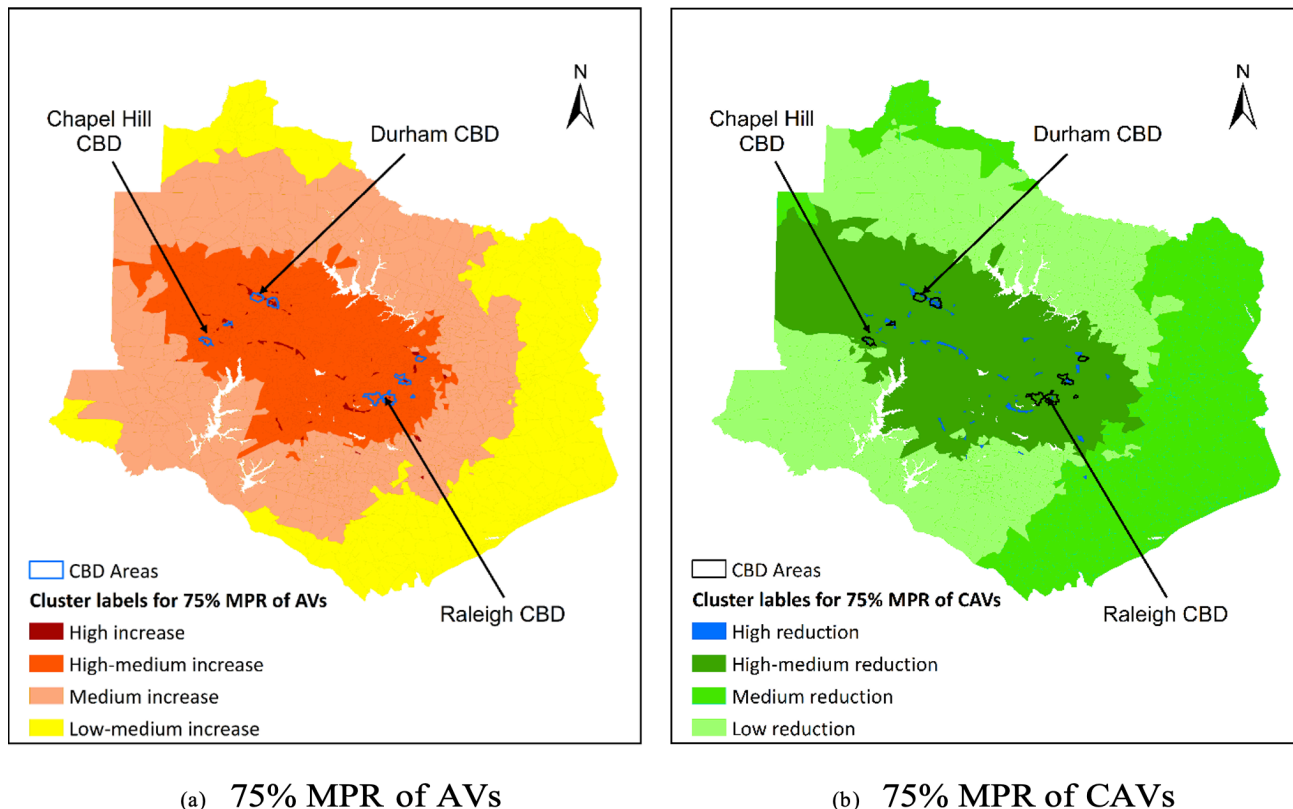 N
Chapel Hill
CBD
Durham CBD
Raleigh CBD
CBD Areas
Cluster labels for 75% MPR of AVs
High increase
High-medium increase
Medium increase
Low-medium increase
N
Chapel Hill
CBD
Durham CBD
Raleigh CBD
CBD Areas
Cluster lables for 75% MPR of CAVs
High reduction
High-medium reduction
Medium reduction
Low reduction
(a) 75% MPR of AVs
(b) 75% MPR of CAVs